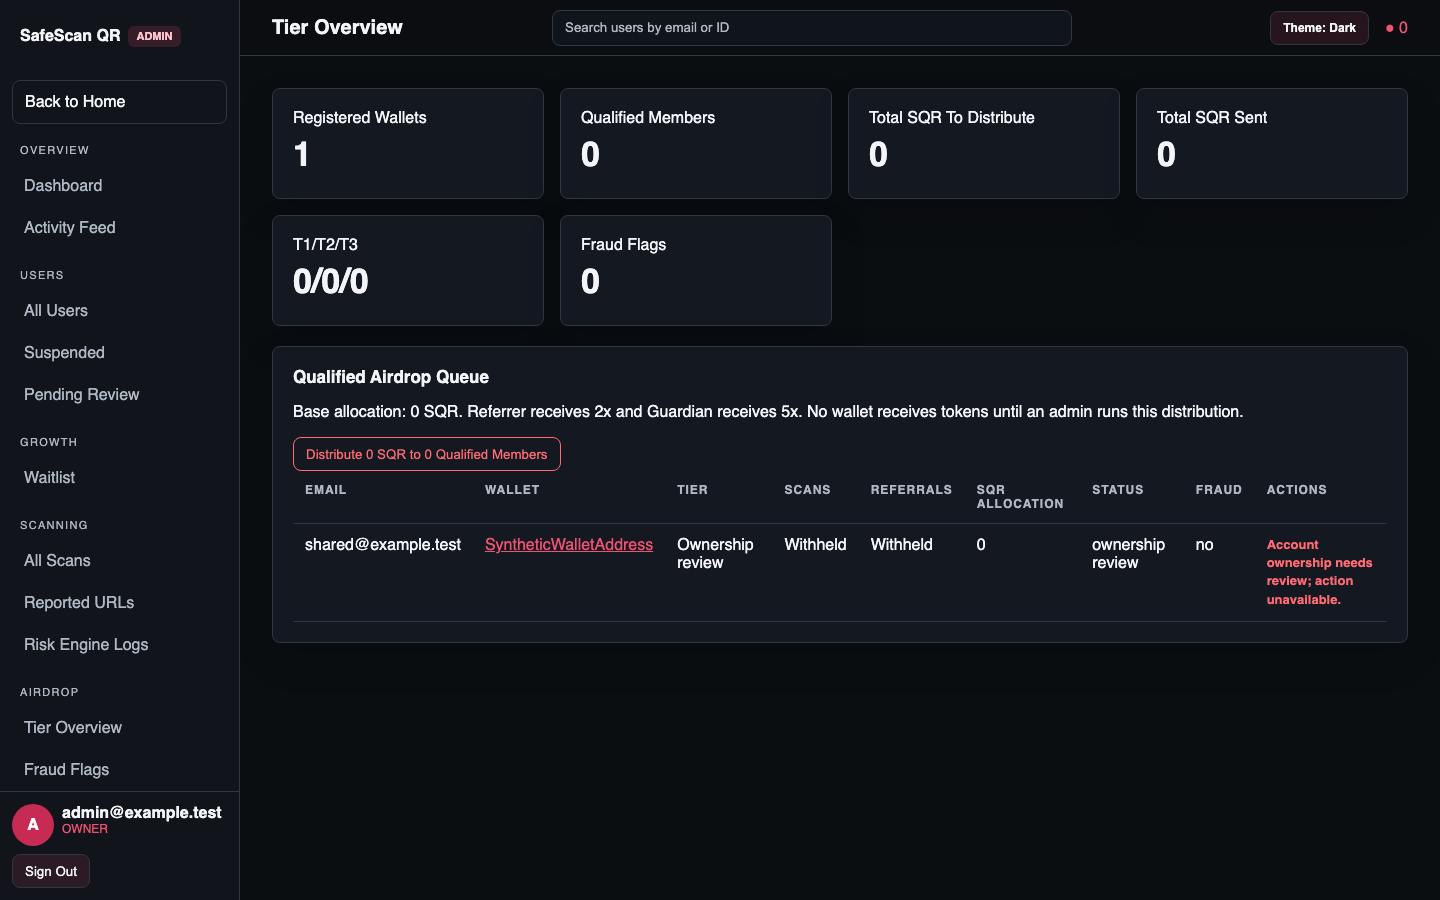 SafeScan QR ADMIN
Tier Overview
Search users by email or ID
Theme: Dark
0
Back to Home
OVERVIEW
Dashboard
Activity Feed
USERS
All Users
Suspended
Pending Review
GROWTH
Waitlist
SCANNING
All Scans
Reported URLs
Risk Engine Logs
AIRDROP
Tier Overview
Fraud Flags
A
admin@example.test
OWNER
Sign Out
Registered Wallets
1
Qualified Members
0
Total SQR To Distribute
0
Total SQR Sent
0
T1/T2/T3
0/0/0
Fraud Flags
0
Qualified Airdrop Queue
Base allocation: 0 SQR. Referrer receives 2x and Guardian receives 5x. No wallet receives tokens until an admin runs this distribution.
Distribute 0 SQR to 0 Qualified Members
EMAIL WALLET TIER SCANS REFERRALS SQR ALLOCATION STATUS FRAUD ACTIONS
shared@example.test SyntheticWalletAddress Ownership review Withheld Withheld 0 ownership review no Account ownership needs review; action unavailable.